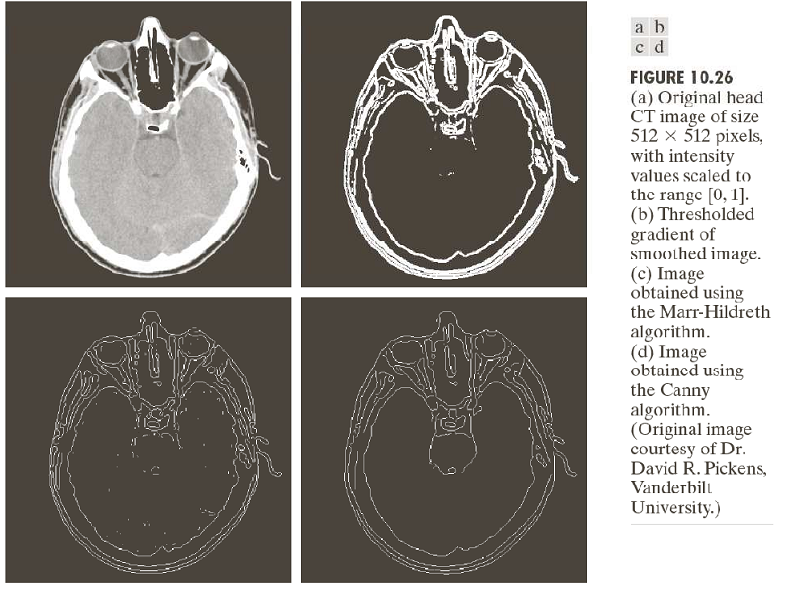 a b
c d
FIGURE 10.26
(a) Original head
CT image of size
512 × 512 pixels,
with intensity
values scaled to
the range [0, 1].
(b) Thresholded
gradient of
smoothed image.
(c) Image
obtained using
the Marr-Hildreth
algorithm.
(d) Image
obtained using
the Canny
algorithm.
(Original image
courtesy of Dr.
David R. Pickens,
Vanderbilt
University.)